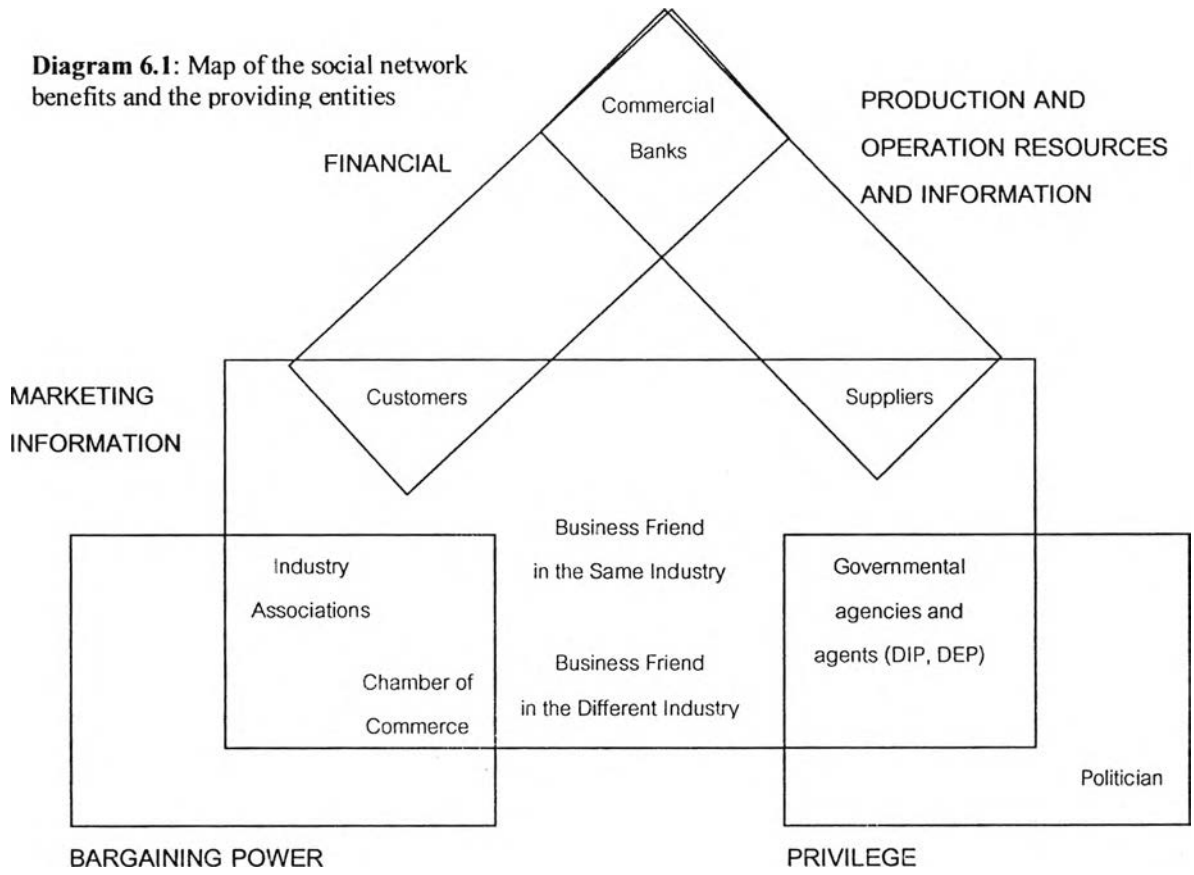 Diagram 6.1: Map of the social network
benefits and the providing entities
Commercial
Banks
PRODUCTION AND
OPERATION RESOURCES
AND INFORMATION
FINANCIAL
MARKETING
INFORMATION
Customers
Suppliers
Business Friend
in the Same Industry
Industry
Associations
Governmental
agencies and
agents (DIP, DEP)
Business Friend
in the Different Industry
Chamber of
Commerce
Politician
BARGAINING POWER
PRIVILEGE